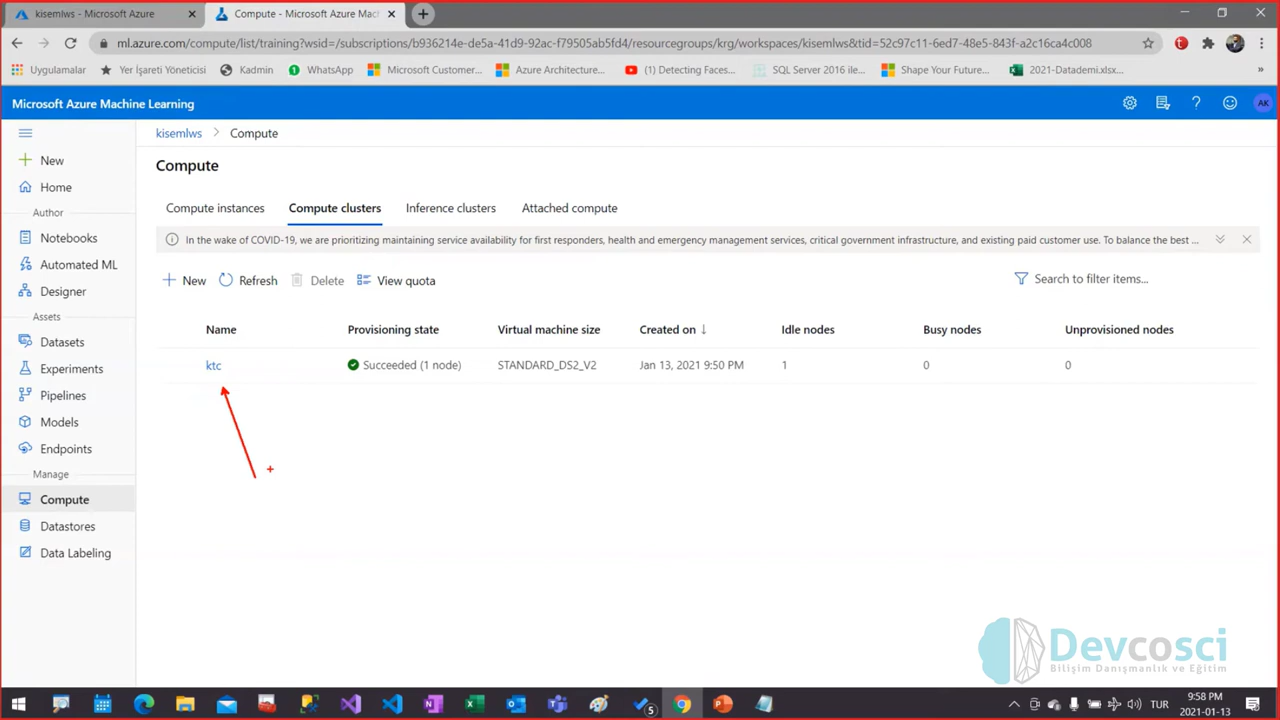 kisemlws - Microsoft Azure
Compute - Microsoft Azure Mac
ml.azure.com/compute/list/training?wsid=/subscriptions/b936214e-de5a-41d9-92ac-f79505ab5fd4/resourcegroups/krg/workspaces/kisemlws&tid=52c97c11-6ed7-48e5-843f-a2c16ca4c008
Uygulamalar
Yer İşareti Yöneticisi
Kadmin
WhatsApp
Microsoft Customer...
Azure Architecture...
(1) Detecting Faces...
SQL Server 2016 ile...
Shape Your Future...
2021-Datademi.xlsx...
»
Microsoft Azure Machine Learning
AK
kisemlws > Compute
New
Home
Author
Notebooks
Automated ML
Designer
Assets
Datasets
Experiments
Pipelines
Models
Endpoints
Manage
Compute
Datastores
Data Labeling
Compute
Compute instances Compute clusters Inference clusters Attached compute
In the wake of COVID-19, we are prioritizing maintaining service availability for first responders, health and emergency management services, critical government infrastructure, and existing paid customer use. To balance the best ...
New Refresh Delete View quota
Search to filter items...
Name Provisioning state Virtual machine size Created on ↓ Idle nodes Busy nodes Unprovisioned nodes
ktc Succeeded (1 node) STANDARD_DS2_V2 Jan 13, 2021 9:50 PM 1 0 0
Devcosci
Bilişim Danışmanlık ve Eğitim
5
TUR
9:58 PM
2021-01-13